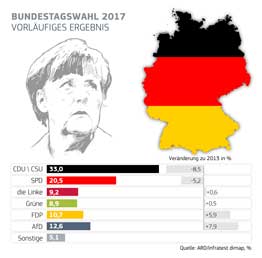 BUNDESTAGSWAHL 2017
VORLÄUFIGES ERGEBNIS
Veränderung zu 2013 in %
CDU \ CSU 33,0 -8,5
SPD 20,5 -5,2
die Linke 9,2 +0,6
Grüne 8,9 +0,5
FDP 10,7 +5,9
AfD 12,6 +7,9
Sonstige 5,1
Quelle: ARD/Infratest dimap, %